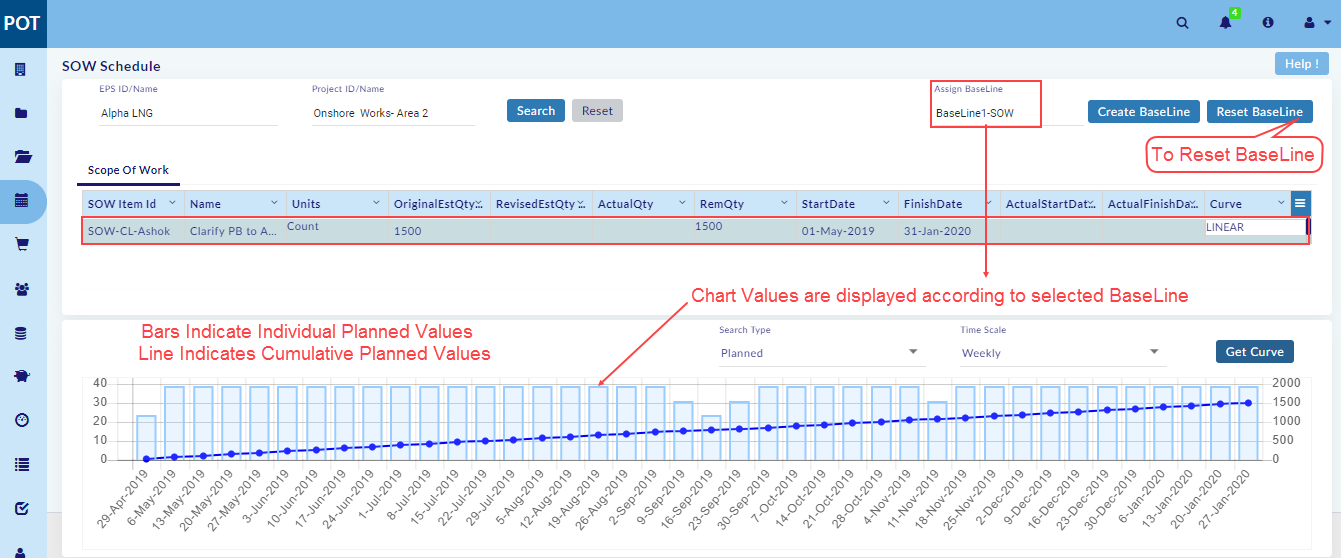 POT
4
SOW Schedule
Help !
EPS ID/Name
Project ID/Name
Assign BaseLine
Alpha LNG
Onshore Works- Area 2
Search
Reset
BaseLine1-SOW
Create BaseLine
Reset BaseLine
To Reset BaseLine
Scope Of Work
SOW Item Id
Name
Units
OriginalEstQty...
RevisedEstQty...
ActualQty
RemQty
StartDate
FinishDate
ActualStartDat...
ActualFinishDa...
Curve
SOW-CL-Ashok
Clarify PB to A...
Count
1500
1500
01-May-2019
31-Jan-2020
LINEAR
Chart Values are displayed according to selected BaseLine
Bars Indicate Individual Planned Values
Line Indicates Cumulative Planned Values
Search Type
Planned
Time Scale
Weekly
Get Curve
40
30
20
10
0
2000
1500
1000
500
0
29-Apr-2019
6-May-2019
13-May-2019
20-May-2019
27-May-2019
3-Jun-2019
10-Jun-2019
17-Jun-2019
24-Jun-2019
1-Jul-2019
8-Jul-2019
15-Jul-2019
22-Jul-2019
29-Jul-2019
5-Aug-2019
12-Aug-2019
19-Aug-2019
26-Aug-2019
2-Sep-2019
9-Sep-2019
16-Sep-2019
23-Sep-2019
30-Sep-2019
7-Oct-2019
14-Oct-2019
21-Oct-2019
28-Oct-2019
4-Nov-2019
11-Nov-2019
18-Nov-2019
25-Nov-2019
2-Dec-2019
9-Dec-2019
16-Dec-2019
23-Dec-2019
30-Dec-2019
6-Jan-2020
13-Jan-2020
20-Jan-2020
27-Jan-2020